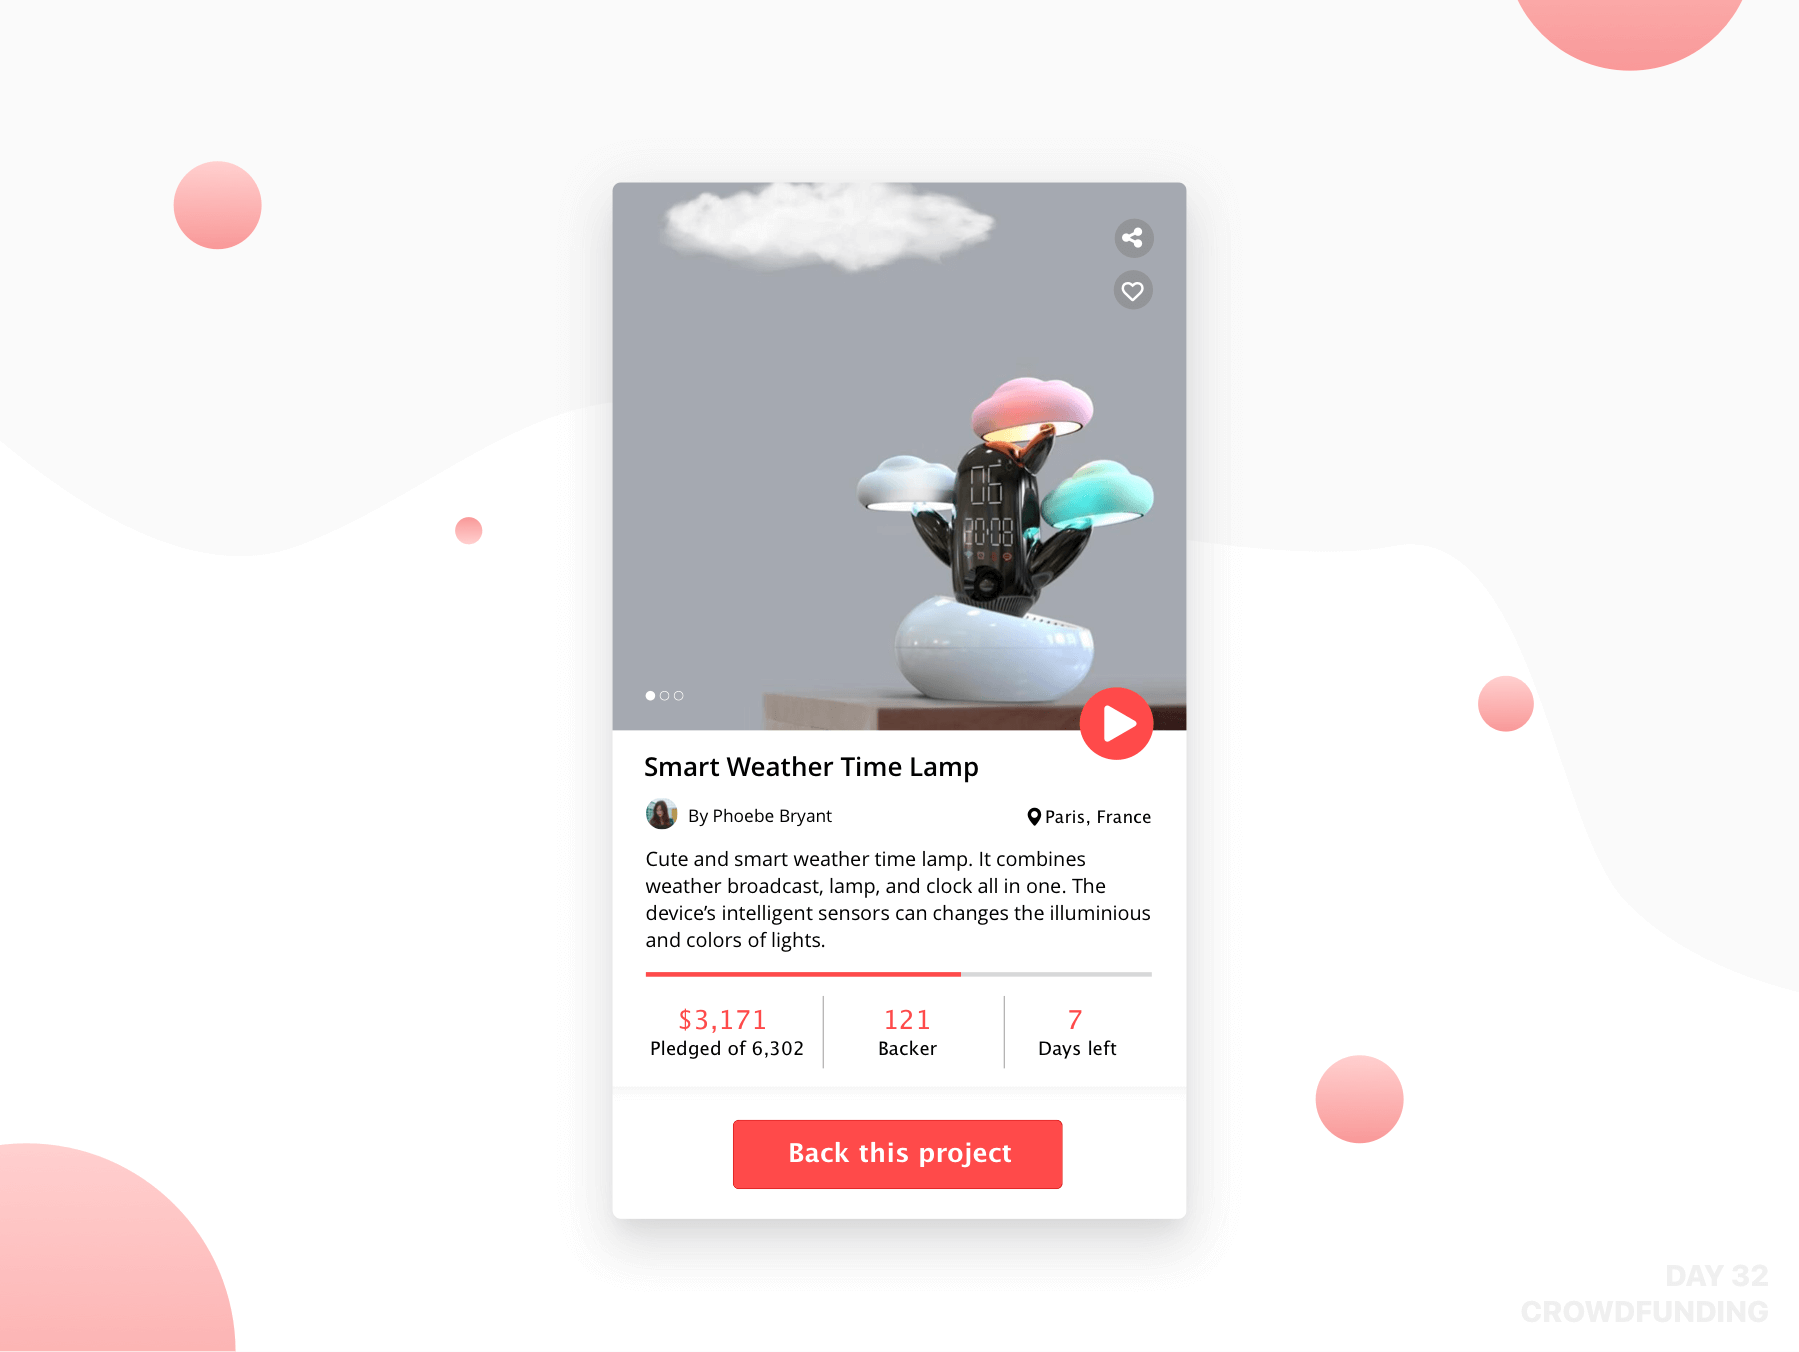 06
00:08
Smart Weather Time Lamp
By Phoebe Bryant
Paris, France
Cute and smart weather time lamp. It combines
weather broadcast, lamp, and clock all in one. The
device’s intelligent sensors can changes the illuminious
and colors of lights.
$3,171
Pledged of 6,302
121
Backer
7
Days left
Back this project
DAY 32
CROWDFUNDING